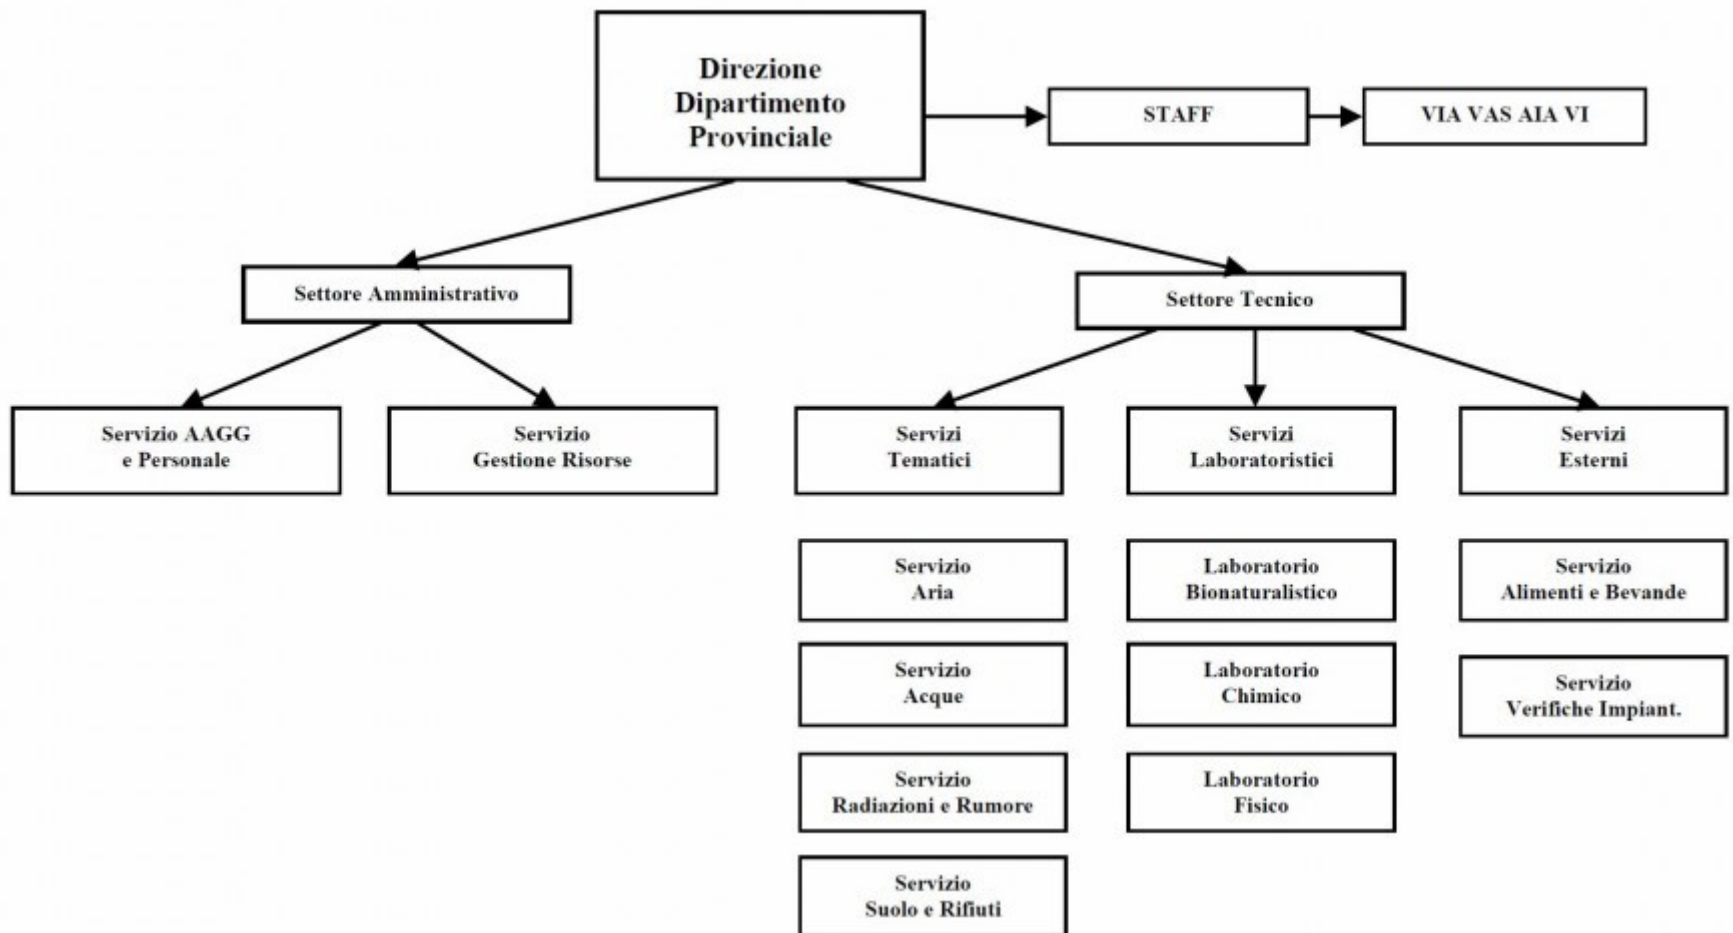 Direzione
Dipartimento
Provinciale
STAFF
VIA VAS AIA VI
Settore Amministrativo
Settore Tecnico
Servizio AAGG
e Personale
Servizio
Gestione Risorse
Servizi
Tematici
Servizi
Laboratoristici
Servizi
Esterni
Servizio
Aria
Laboratorio
Bionaturalistico
Servizio
Alimenti e Bevande
Servizio
Acque
Laboratorio
Chimico
Servizio
Verifiche Impiant.
Servizio
Radiazioni e Rumore
Laboratorio
Fisico
Servizio
Suolo e Rifiuti